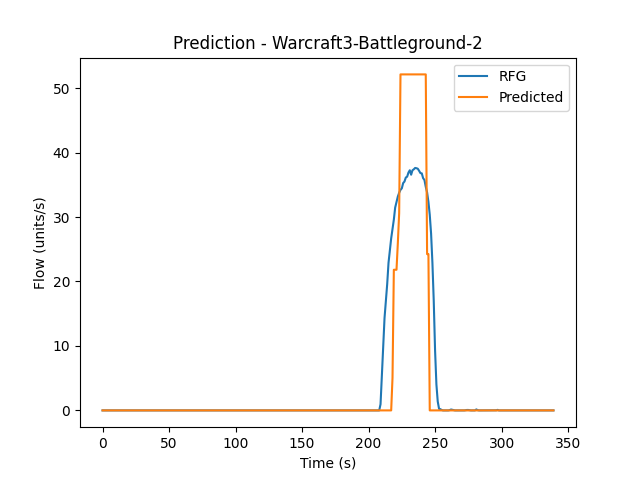 Prediction - Warcraft3-Battleground-2
RFG
Predicted
Flow (units/s)
50
40
30
20
10
0
0 50 100 150 200 250 300 350
Time (s)